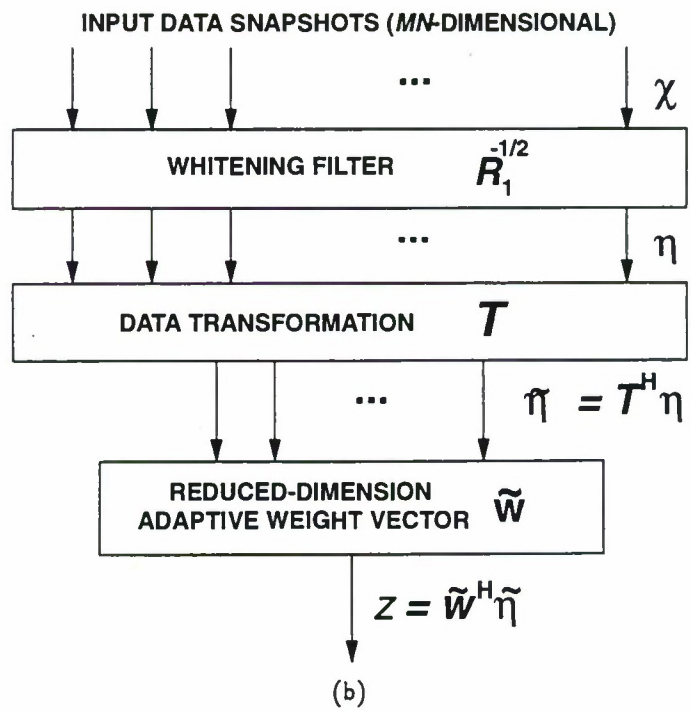 INPUT DATA SNAPSHOTS (MN-DIMENSIONAL)
... χ
WHITENING FILTER R₁^-1/2
... η
DATA TRANSFORMATION T
... η̃ = T^H η
REDUCED-DIMENSION
ADAPTIVE WEIGHT VECTOR w̃
z = w̃^H η̃
(b)